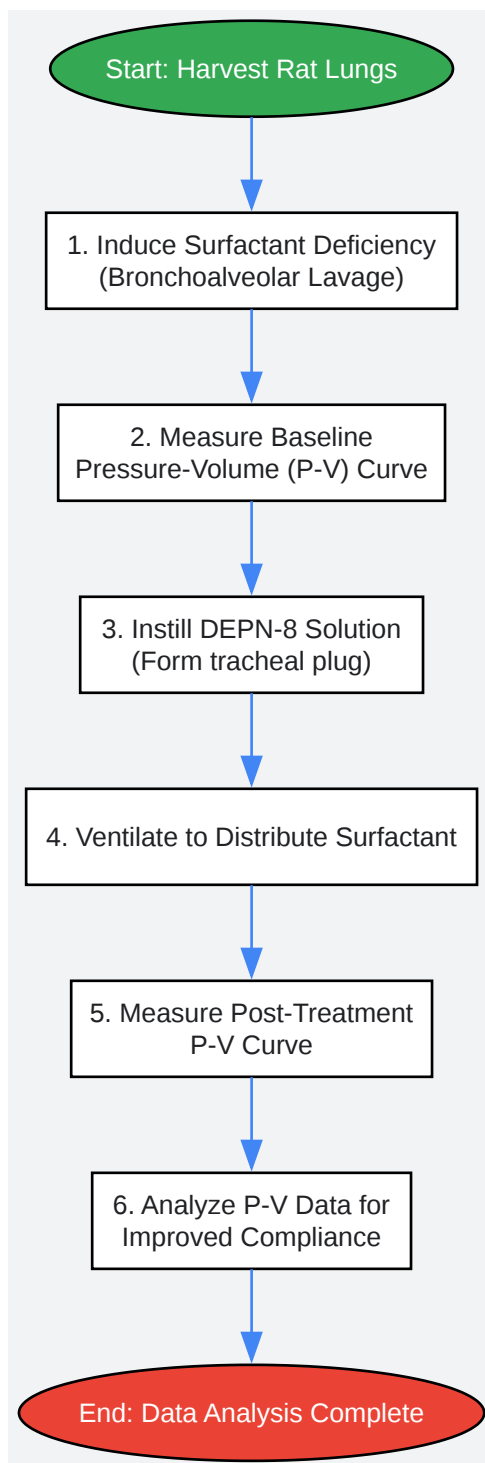 Start: Harvest Rat Lungs
1. Induce Surfactant Deficiency
(Bronchoalveolar Lavage)
2. Measure Baseline
Pressure-Volume (P-V) Curve
3. Instill DEPN-8 Solution
(Form tracheal plug)
4. Ventilate to Distribute Surfactant
5. Measure Post-Treatment
P-V Curve
6. Analyze P-V Data for
Improved Compliance
End: Data Analysis Complete